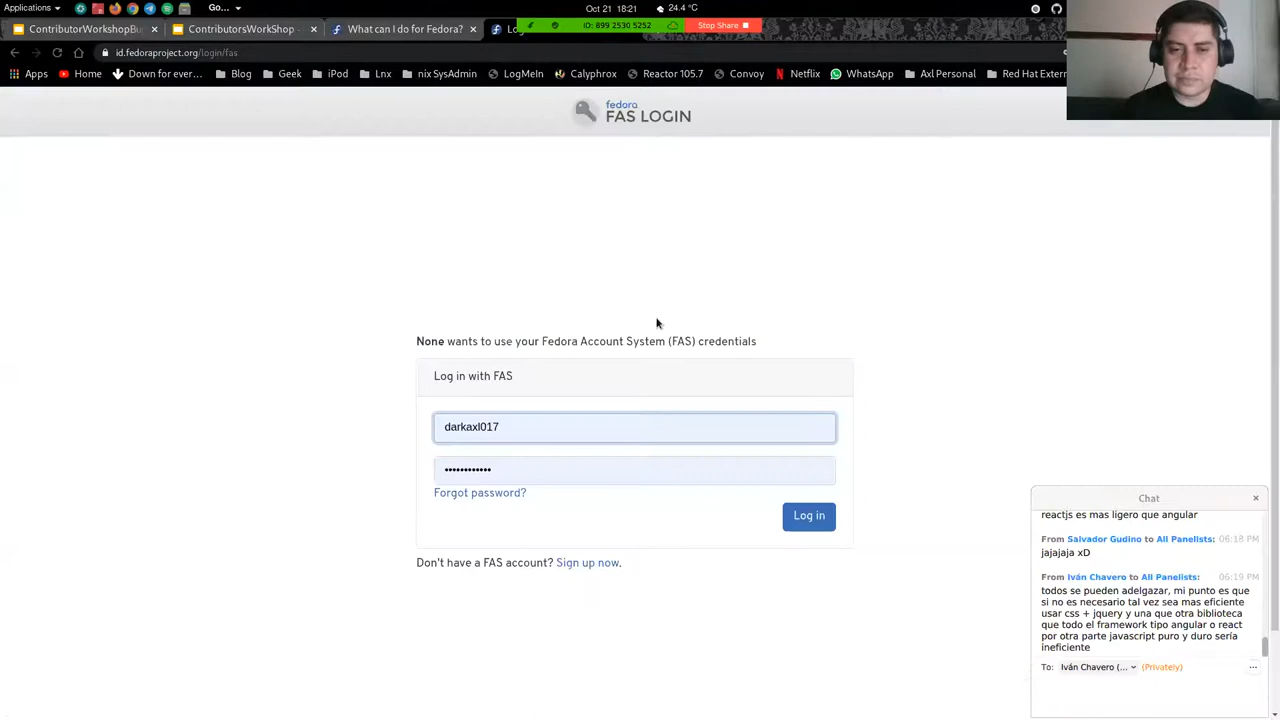 Applications
Go...
Oct 21 18:21
24.4 °C
ContributorWorkshopBu
ContributorsWorkShop
What can I do for Fedora?
ID: 899 2530 5252
Stop Share
id.fedoraproject.org/login/fas
Apps
Home
Down for ever...
Blog
Geek
iPod
Lnx
nix SysAdmin
LogMeIn
Calyphrox
Reactor 105.7
Convoy
Netflix
WhatsApp
Axl Personal
Red Hat Extern
fedora
FAS LOGIN
None wants to use your Fedora Account System (FAS) credentials
Log in with FAS
darkaxl017
••••••••••••
Forgot password?
Log in
Don't have a FAS account? Sign up now.
Chat
reactjs es mas ligero que angular
From Salvador Gudino to All Panelists: 06:18 PM
jajajaja xD
From Iván Chavero to All Panelists: 06:19 PM
todos se pueden adelgazar, mi punto es que
si no es necesario tal vez sea mas eficiente
usar css + jquery y una que otra biblioteca
que todo el framework tipo angular o react
por otra parte javascript puro y duro sería
ineficiente
To: Iván Chavero (... (Privately)